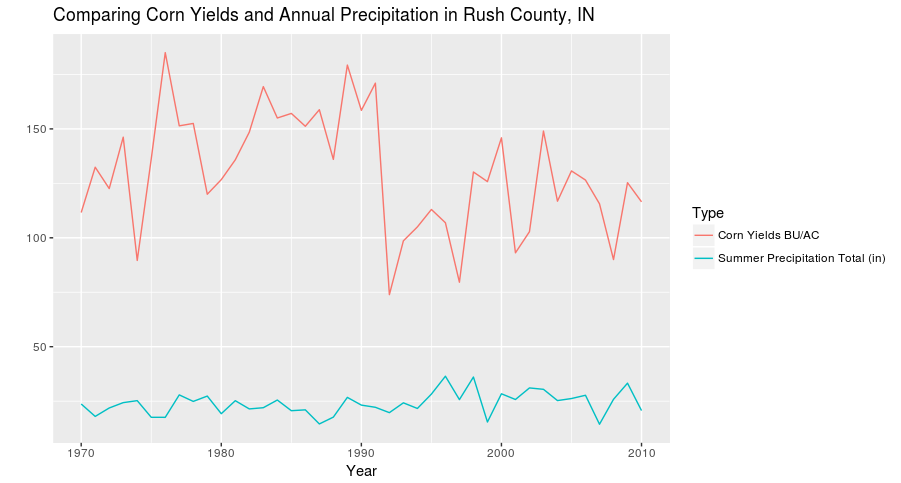 Comparing Corn Yields and Annual Precipitation in Rush County, IN
150
100
50
1970
1980
1990
2000
2010
Year
Type
Corn Yields BU/AC
Summer Precipitation Total (in)